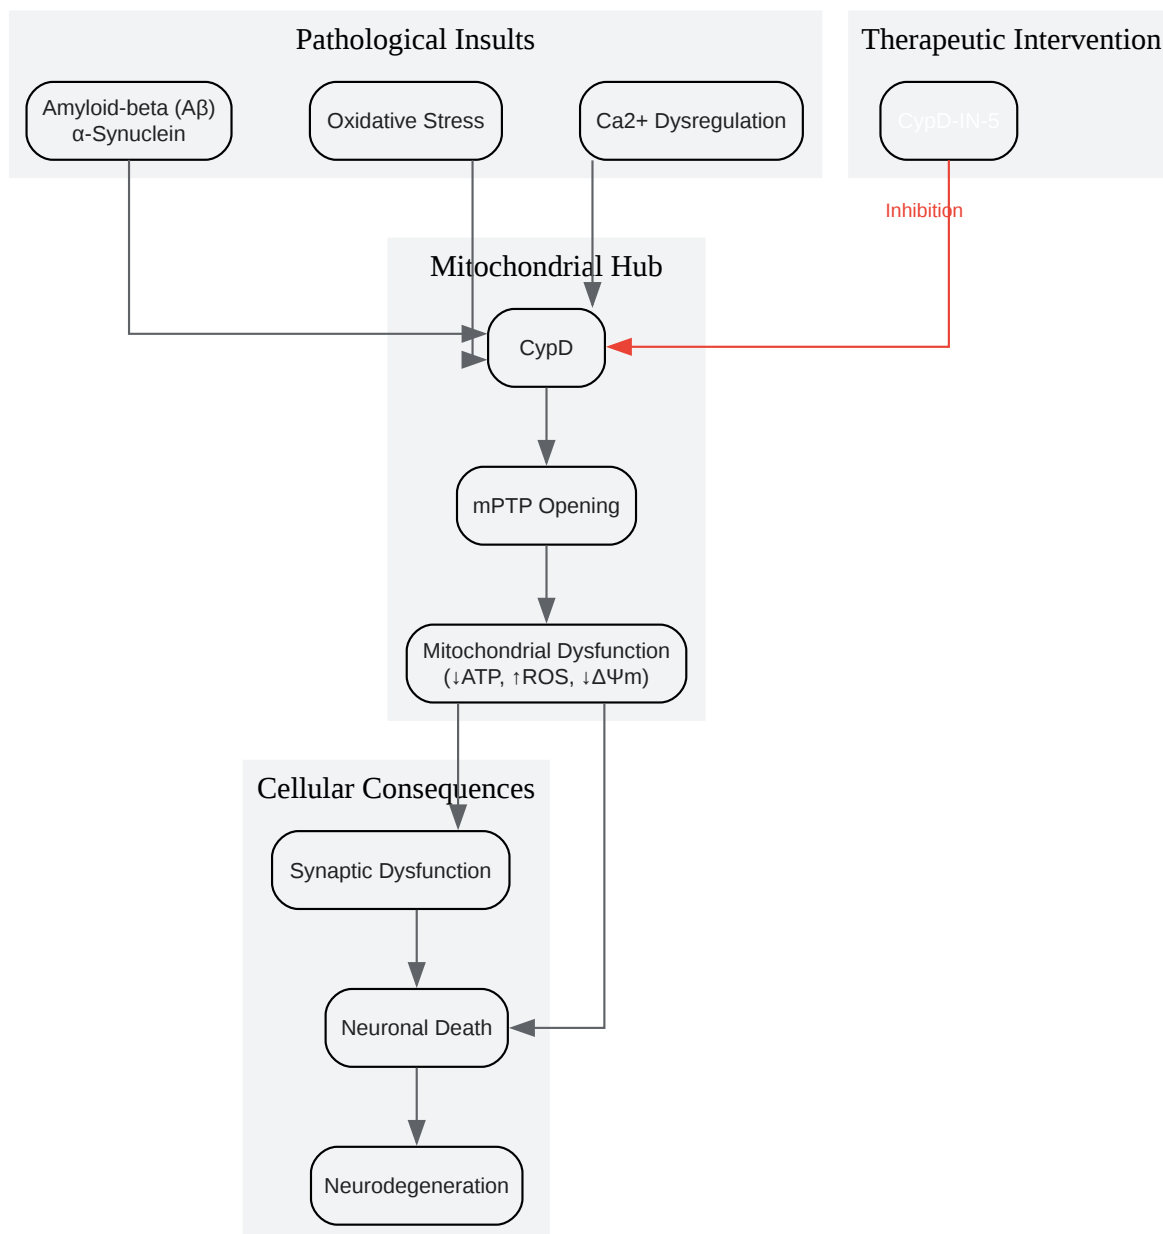 Pathological Insults
Therapeutic Intervention
Amyloid-beta (Aβ)
α-Synuclein
Oxidative Stress
Ca2+ Dysregulation
CypD-IN-5
Inhibition
Mitochondrial Hub
CypD
mPTP Opening
Mitochondrial Dysfunction
(↓ATP, ↑ROS, ↓ΔΨm)
Cellular Consequences
Synaptic Dysfunction
Neuronal Death
Neurodegeneration